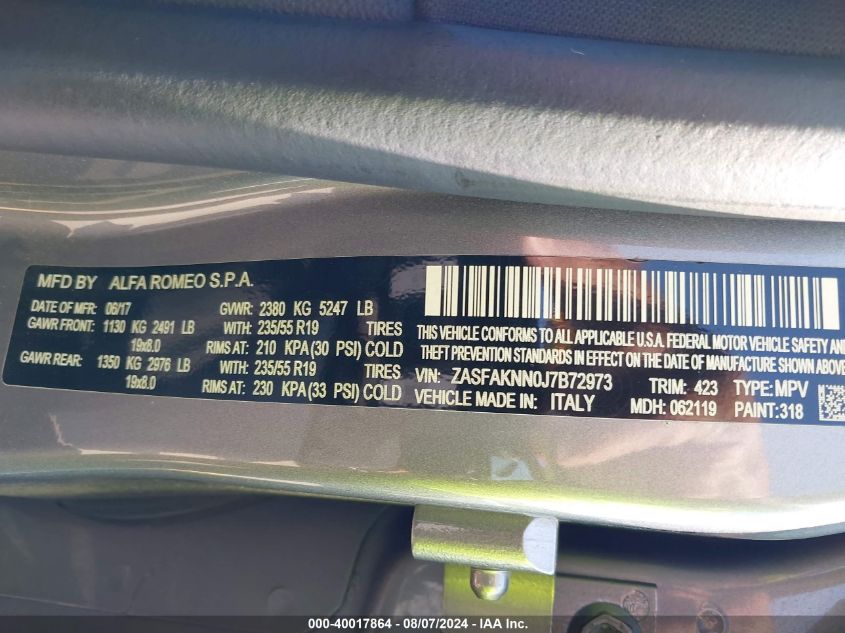 MFD BY ALFA ROMEO S.P.A.
DATE OF MFR: 06/17 GVWR: 2380 KG 5247 LB
GAWR FRONT: 1130 KG 2491 LB WITH: 235/55 R19 TIRES
19x8.0 RIMS AT: 210 KPA (30 PSI) COLD
GAWR REAR: 1350 KG 2976 LB WITH: 235/55 R19 TIRES
19x8.0 RIMS AT: 230 KPA (33 PSI) COLD
THIS VEHICLE CONFORMS TO ALL APPLICABLE U.S.A. FEDERAL MOTOR VEHICLE SAFETY AND
THEFT PREVENTION STANDARDS IN EFFECT ON THE DATE OF MANUFACTURE SHOWN ABOVE
VIN: ZASFAKNN0J7B72973 TRIM: 423 TYPE: MPV
VEHICLE MADE IN: ITALY MDH: 062119 PAINT:318
000-40017864 - 08/07/2024 - IAA Inc.